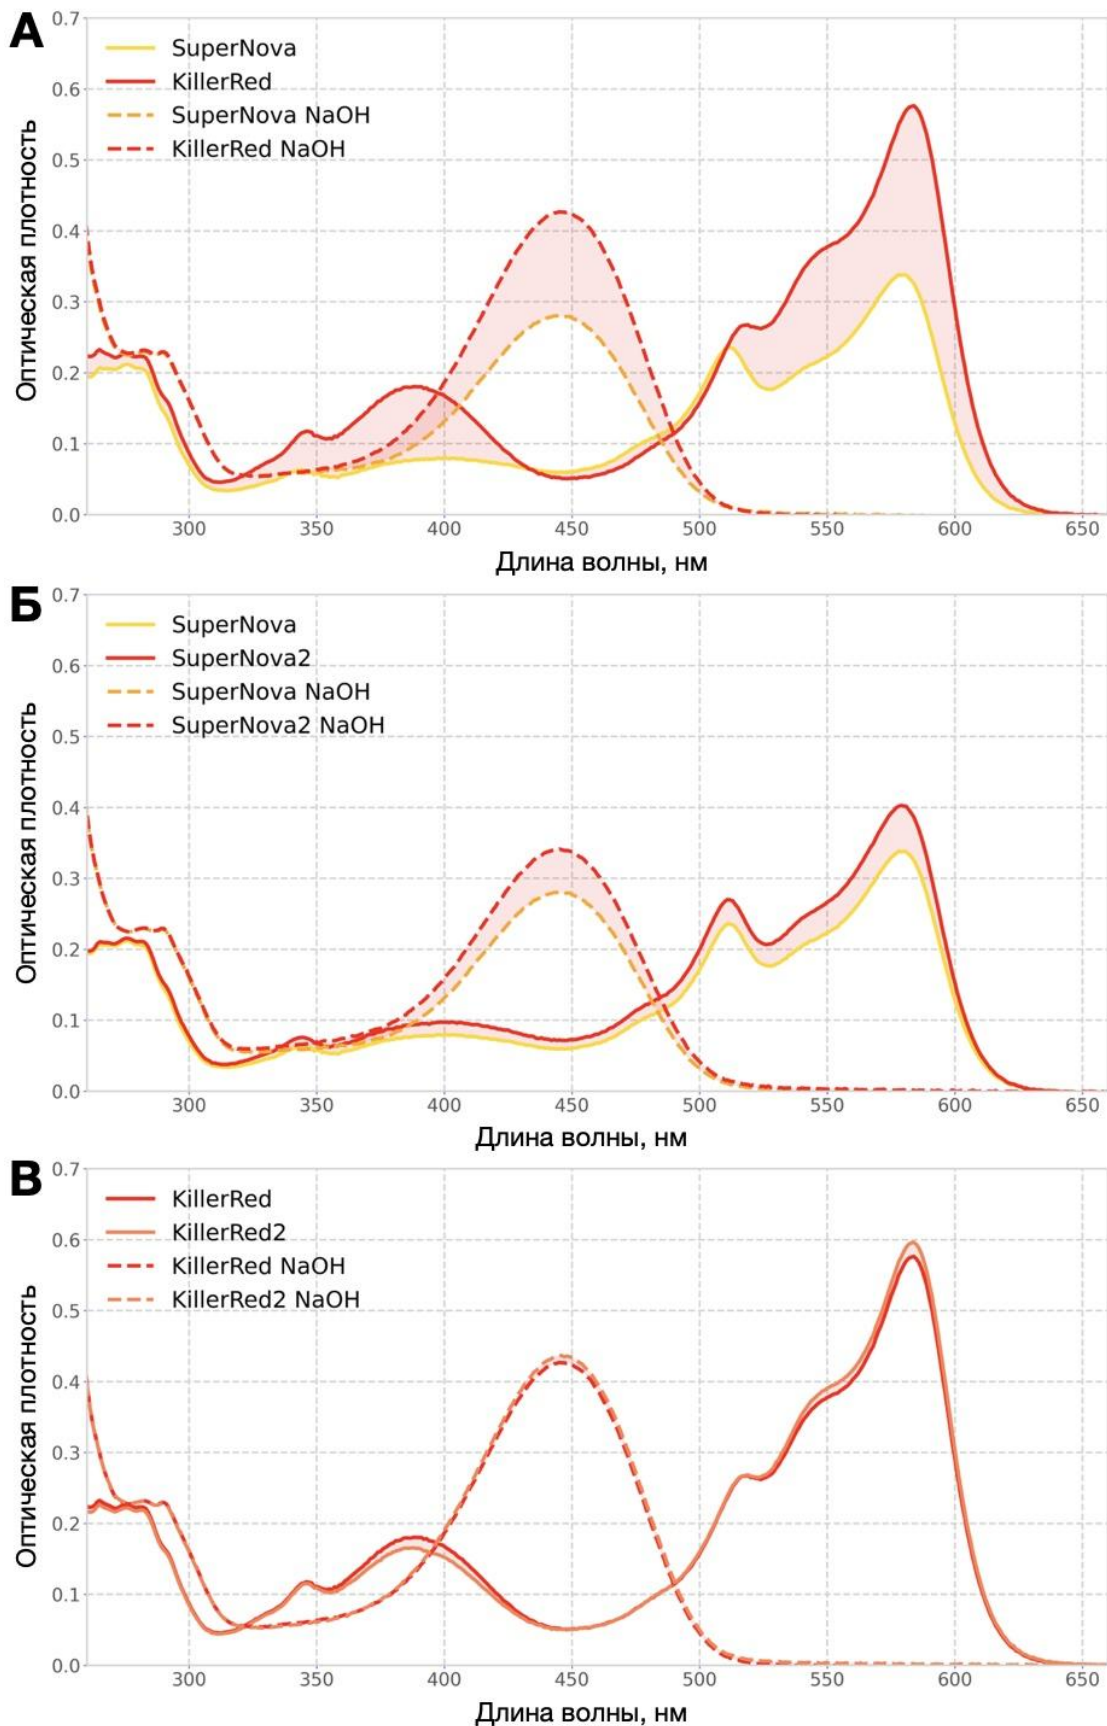 А
0.7
0.6
0.5
0.4
0.3
0.2
0.1
0.0
Оптическая плотность
SuperNova
KillerRed
SuperNova NaOH
KillerRed NaOH
300 350 400 450 500 550 600 650
Длина волны, нм
Б
0.7
0.6
0.5
0.4
0.3
0.2
0.1
0.0
Оптическая плотность
SuperNova
SuperNova2
SuperNova NaOH
SuperNova2 NaOH
300 350 400 450 500 550 600 650
Длина волны, нм
В
0.7
0.6
0.5
0.4
0.3
0.2
0.1
0.0
Оптическая плотность
KillerRed
KillerRed2
KillerRed NaOH
KillerRed2 NaOH
300 350 400 450 500 550 600 650
Длина волны, нм